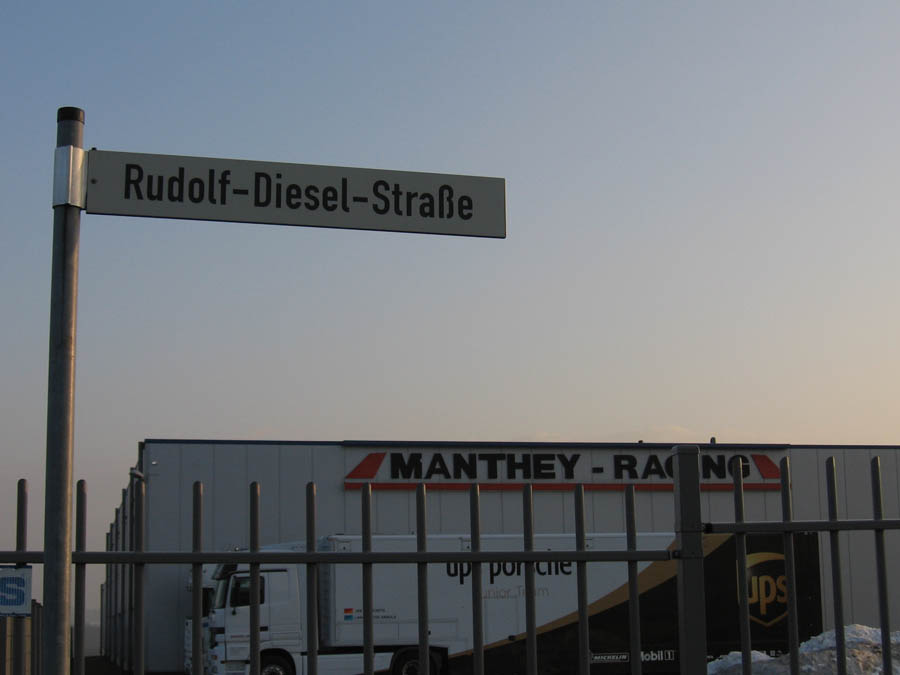 Rudolf-Diesel-Straße
MANTHEY - RACING
ups porsche
Junior Team
ups
MICHELIN
Mobil 1
S